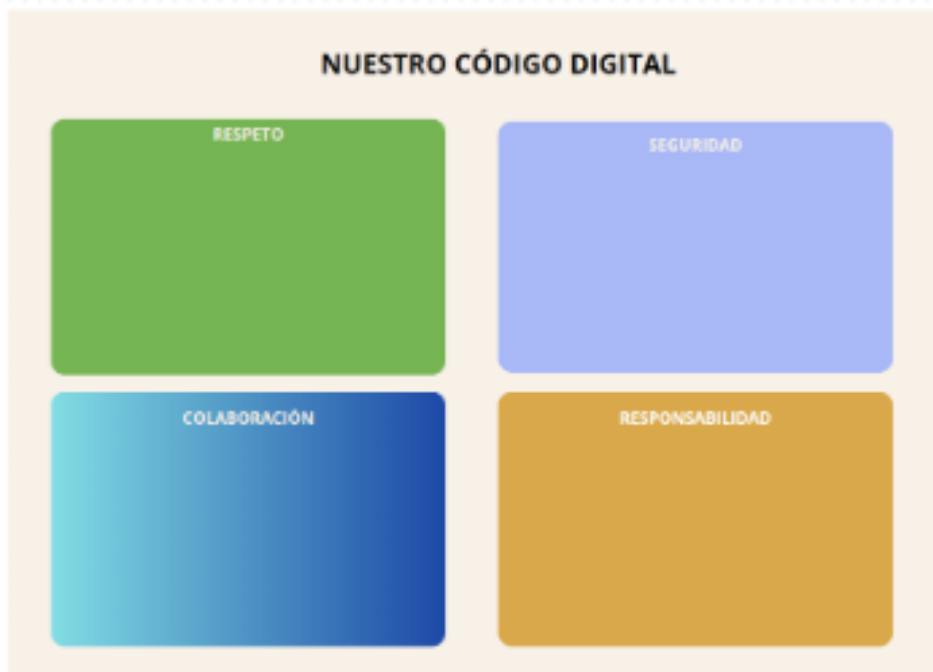 NUESTRO CÓDIGO DIGITAL
RESPETO
SEGURIDAD
COLABORACIÓN
RESPONSABILIDAD